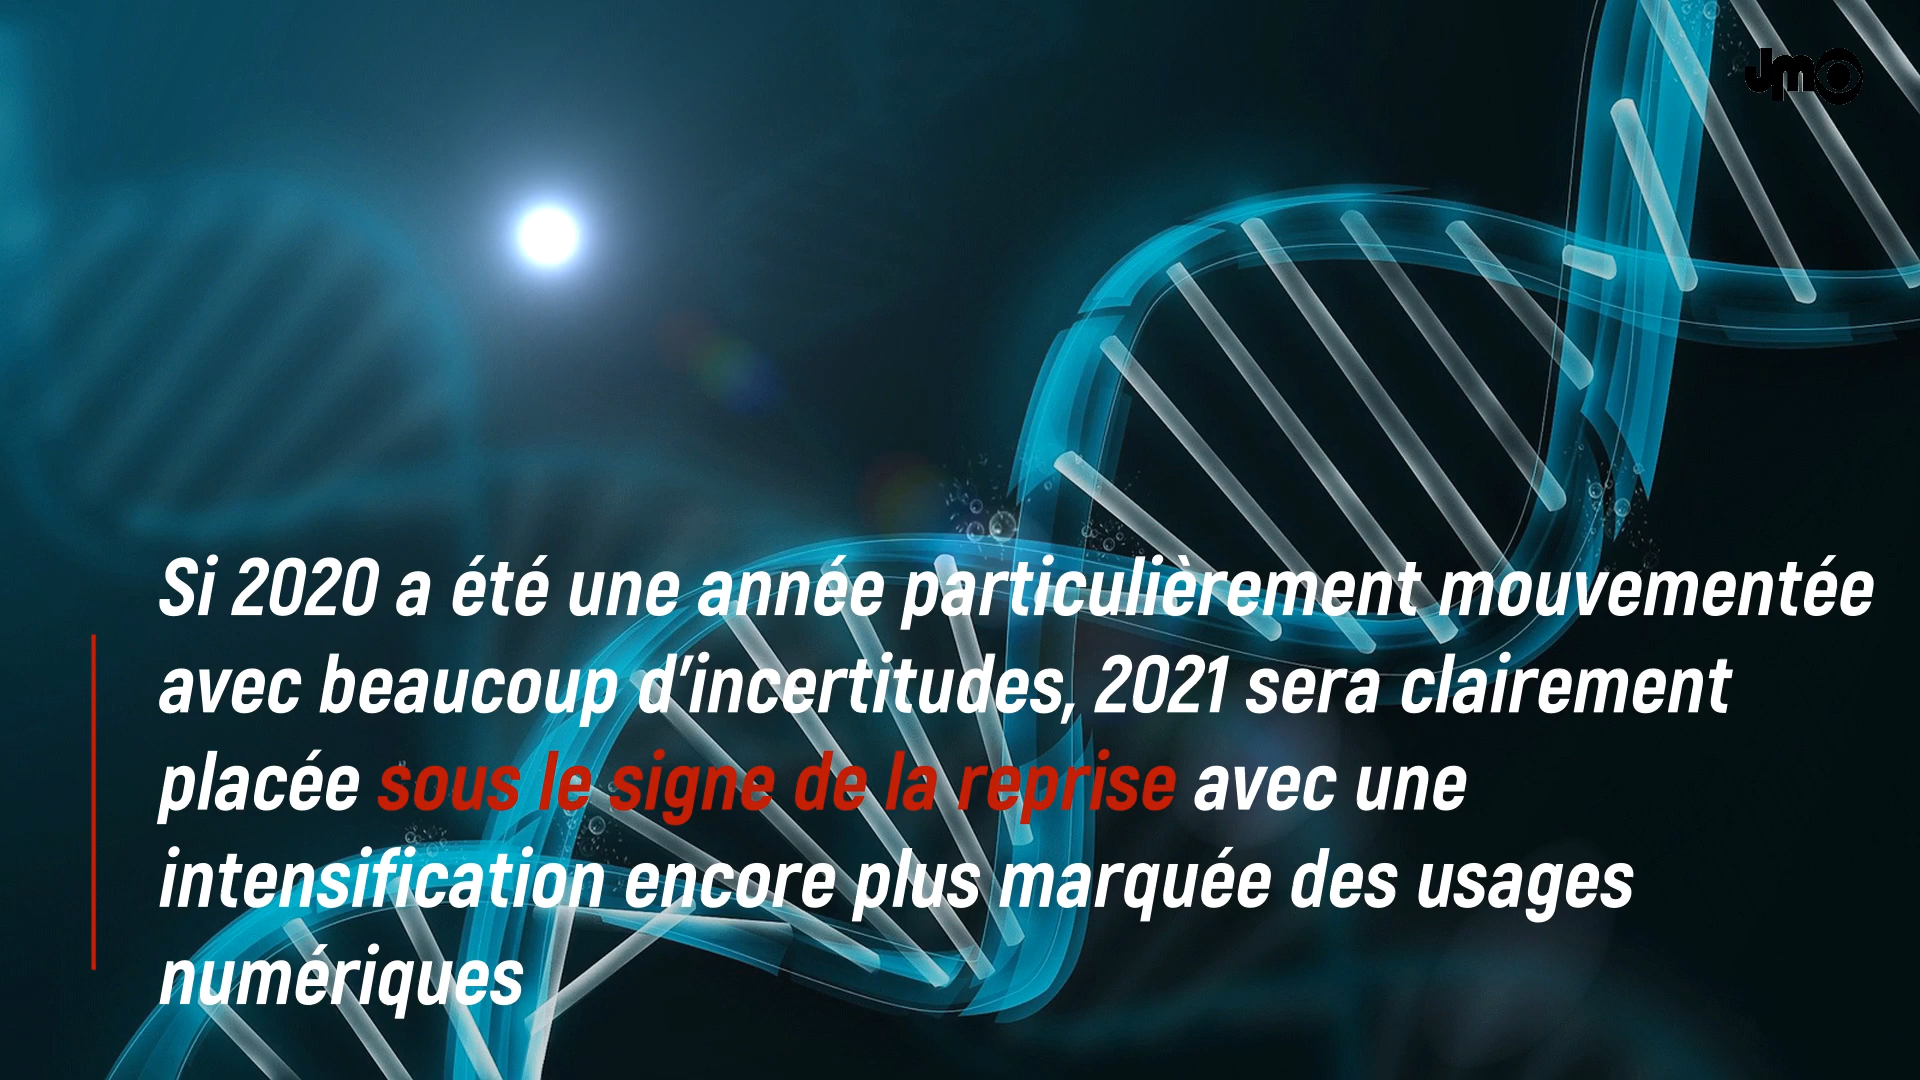 JMO
Si 2020 a été une année particulièrement mouvementée
avec beaucoup d’incertitudes, 2021 sera clairement
placée sous le signe de la reprise avec une
intensification encore plus marquée des usages
numériques